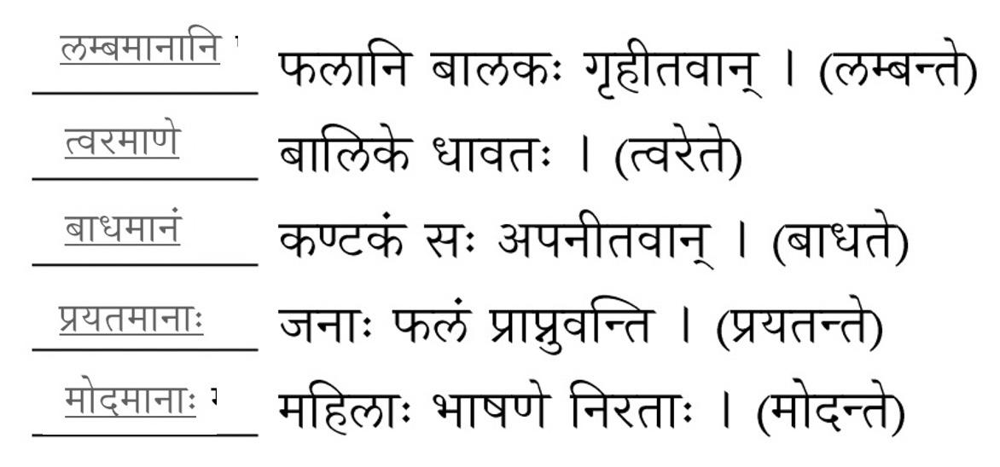 लम्बमानानि फलानि बालकः गृहीतवान् । (लम्बन्ते)
त्वरमाणे बालिके धावतः । (त्वरेते)
बाधमानं कण्टकं सः अपनीतवान् । (बाधते)
प्रयतमानाः जनाः फलं प्राप्नुवन्ति । (प्रयतन्ते)
मोदमानाः महिलाः भाषणे निरताः । (मोदन्ते)